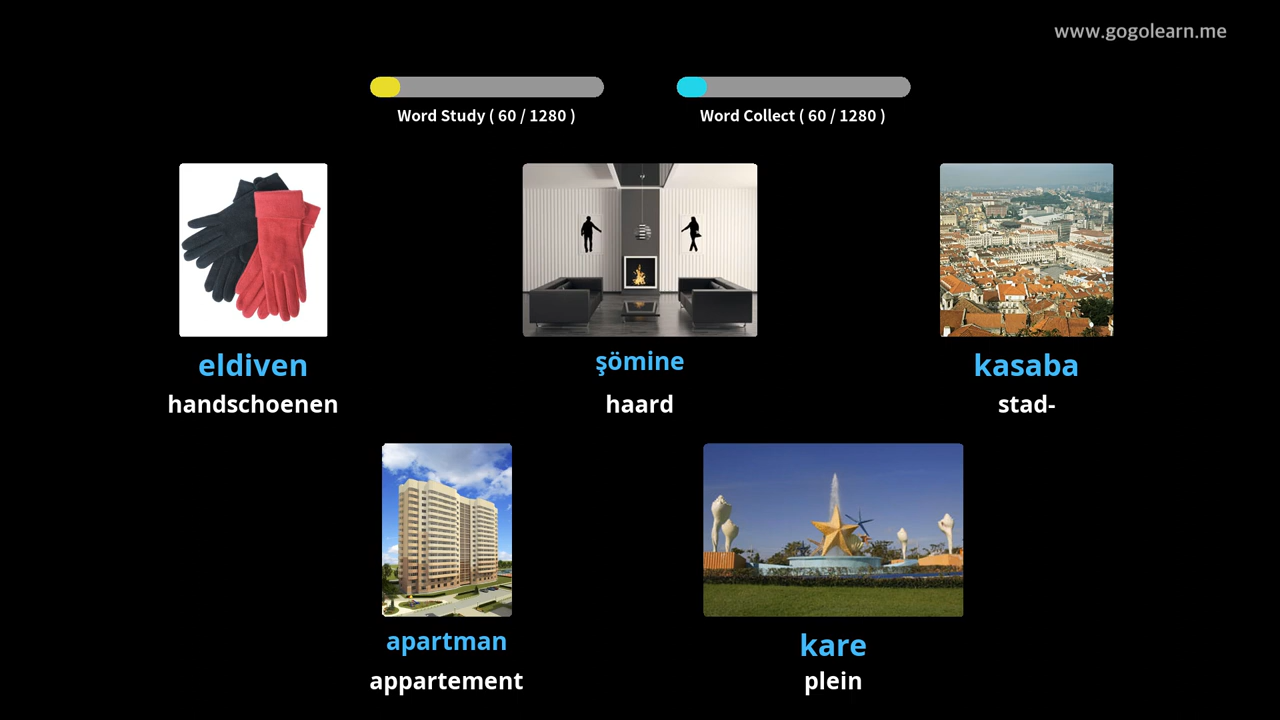 www.gogolearn.me
Word Study ( 60 / 1280 )
Word Collect ( 60 / 1280 )
eldiven
handschoenen
şömine
haard
kasaba
stad-
apartman
appartement
kare
plein